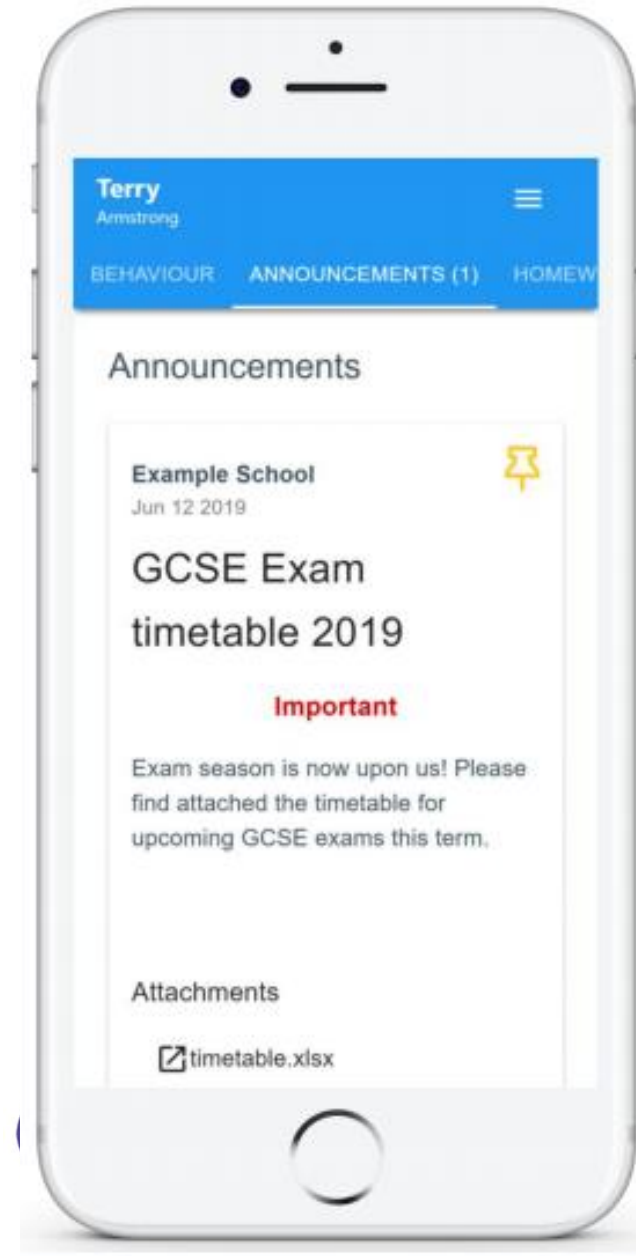 Terry
Armstrong
BEHAVIOUR ANNOUNCEMENTS (1) HOMEW
Announcements
Example School
Jun 12 2019
GCSE Exam
timetable 2019
Important
Exam season is now upon us! Please
find attached the timetable for
upcoming GCSE exams this term.
Attachments
timetable.xlsx